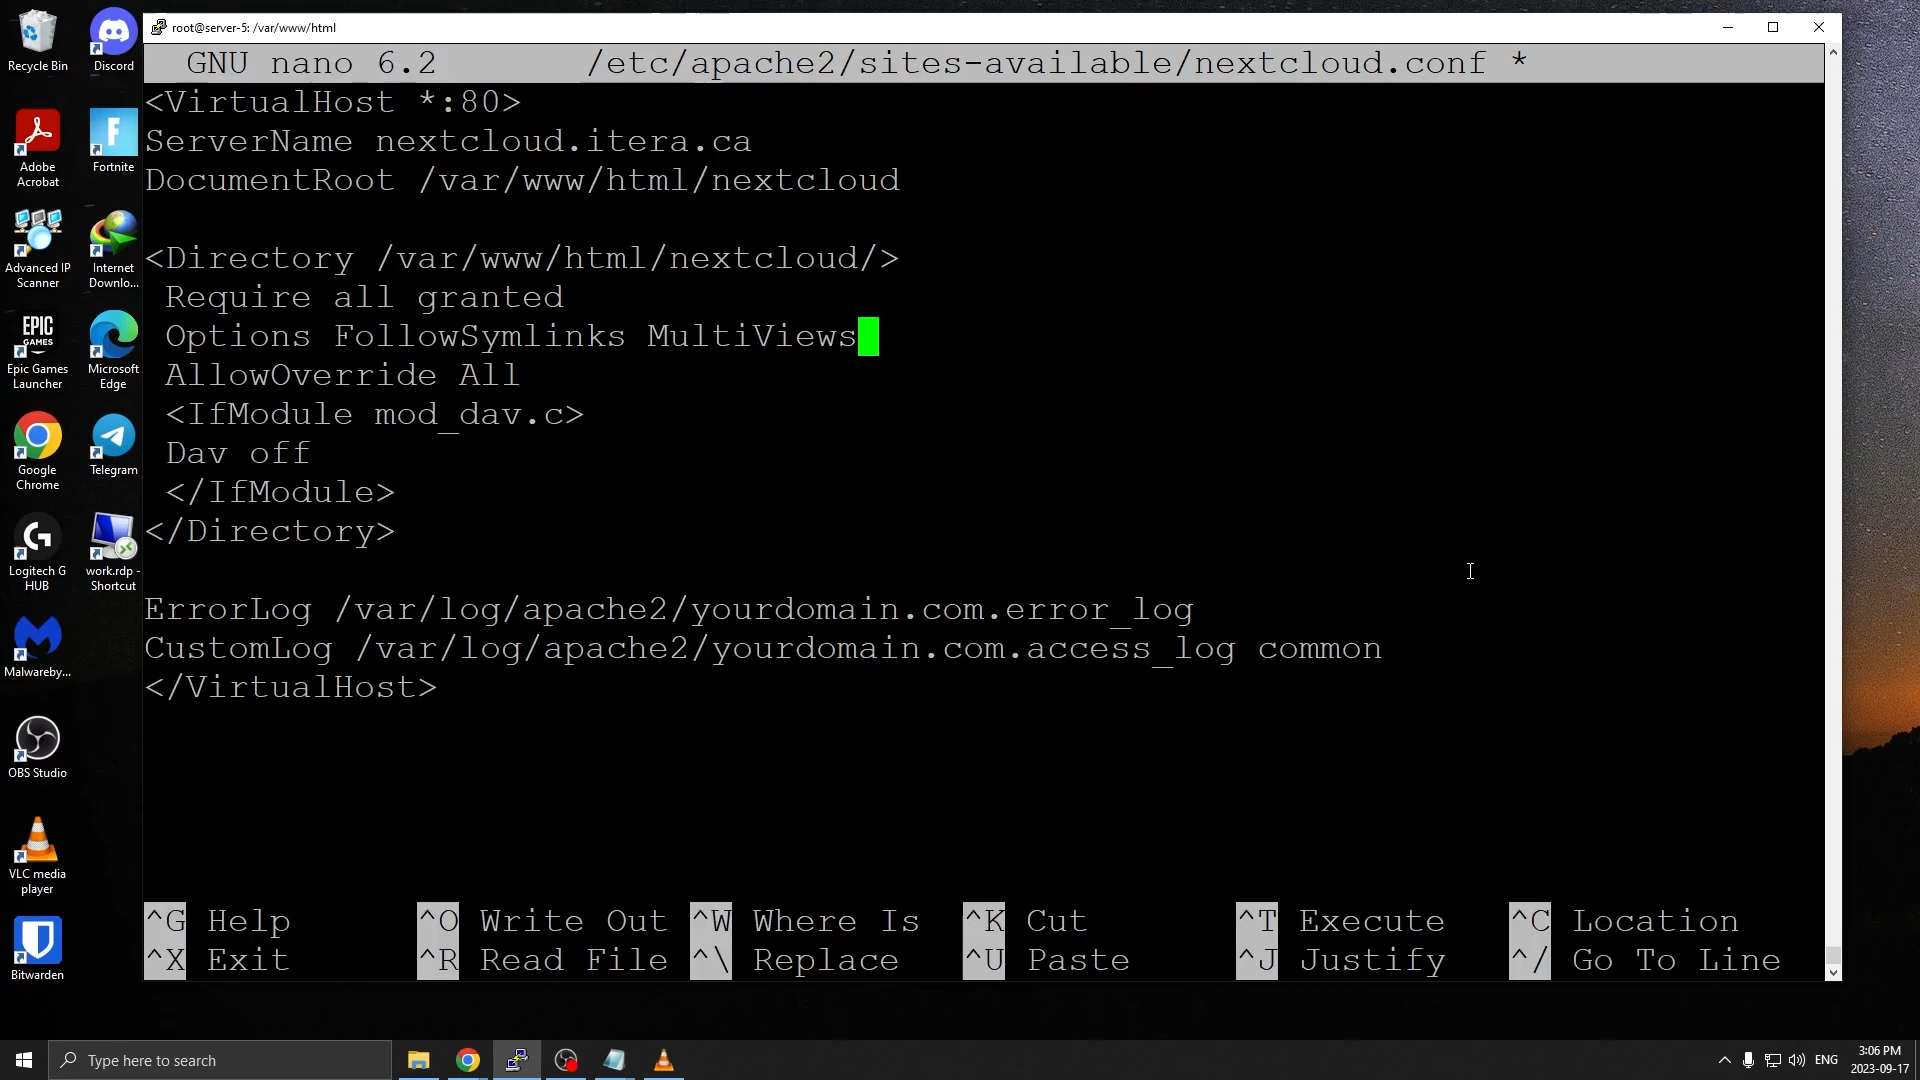 root@server-5: /var/www/html
GNU nano 6.2 /etc/apache2/sites-available/nextcloud.conf *
<VirtualHost *:80>
ServerName nextcloud.itera.ca
DocumentRoot /var/www/html/nextcloud
<Directory /var/www/html/nextcloud/>
Require all granted
Options FollowSymlinks MultiViews
AllowOverride All
<IfModule mod_dav.c>
Dav off
</IfModule>
</Directory>
ErrorLog /var/log/apache2/yourdomain.com.error_log
CustomLog /var/log/apache2/yourdomain.com.access_log common
</VirtualHost>
^G Help ^O Write Out ^W Where Is ^K Cut ^T Execute ^C Location
^X Exit ^R Read File ^\ Replace ^U Paste ^J Justify ^/ Go To Line
Recycle Bin
Discord
Adobe
Acrobat
Fortnite
Advanced IP
Scanner
Internet
Downlo...
EPIC
GAMES
Epic Games
Launcher
Microsoft
Edge
Google
Chrome
Telegram
Logitech G
HUB
work.rdp -
Shortcut
Malwareby...
OBS Studio
VLC media
player
Bitwarden
Type here to search
ENG
3:06 PM
2023-09-17